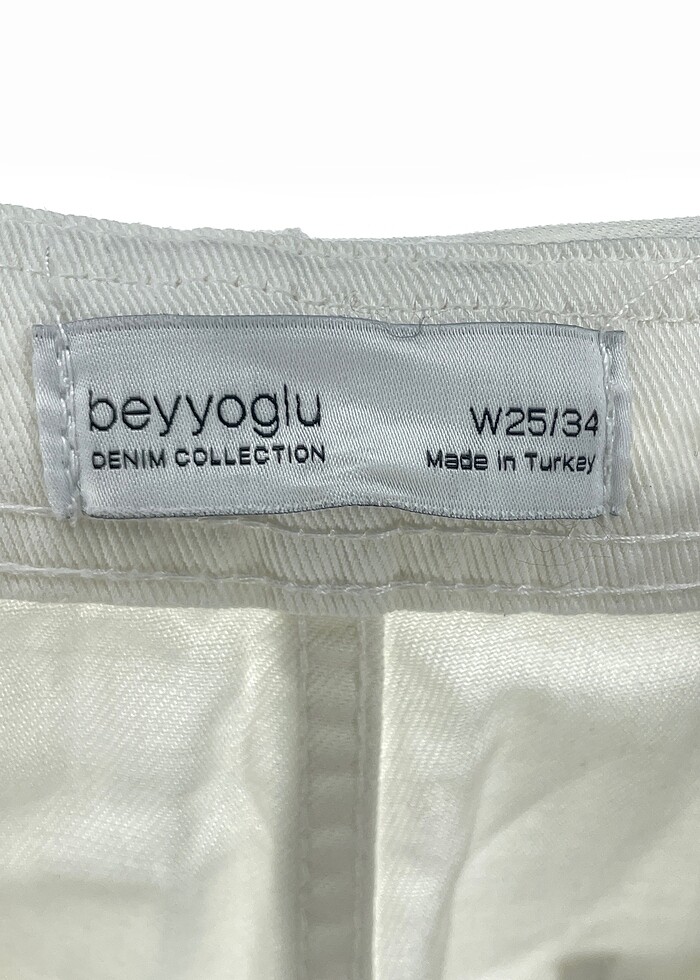 beyyoglu
DENIM COLLECTION
W25/34
Made in Turkey